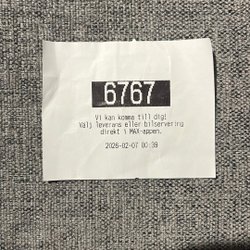 6767
Vi kan komma till dig!
Välj leverans eller bilservering
direkt i MAX-appen.
2026-02-07 00:39